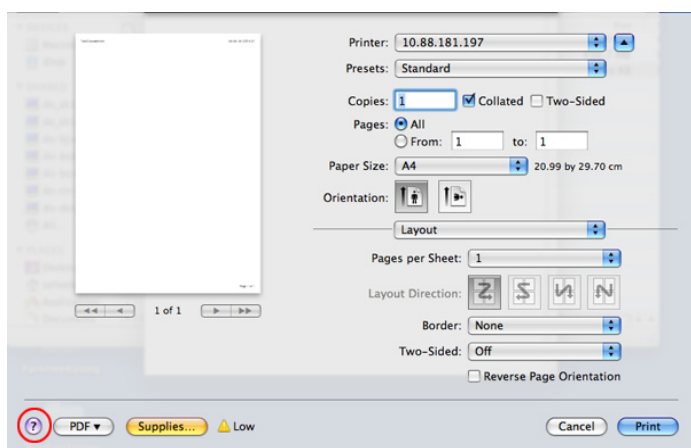 Printer: 10.88.181.197
Presets: Standard
Copies: 1 Collated Two-Sided
Pages: All
From: 1 to: 1
Paper Size: A4 20.99 by 29.70 cm
Orientation:
Layout
Pages per Sheet: 1
Layout Direction:
1 of 1
Border: None
Two-Sided: Off
Reverse Page Orientation
? PDF Supplies... Low Cancel Print